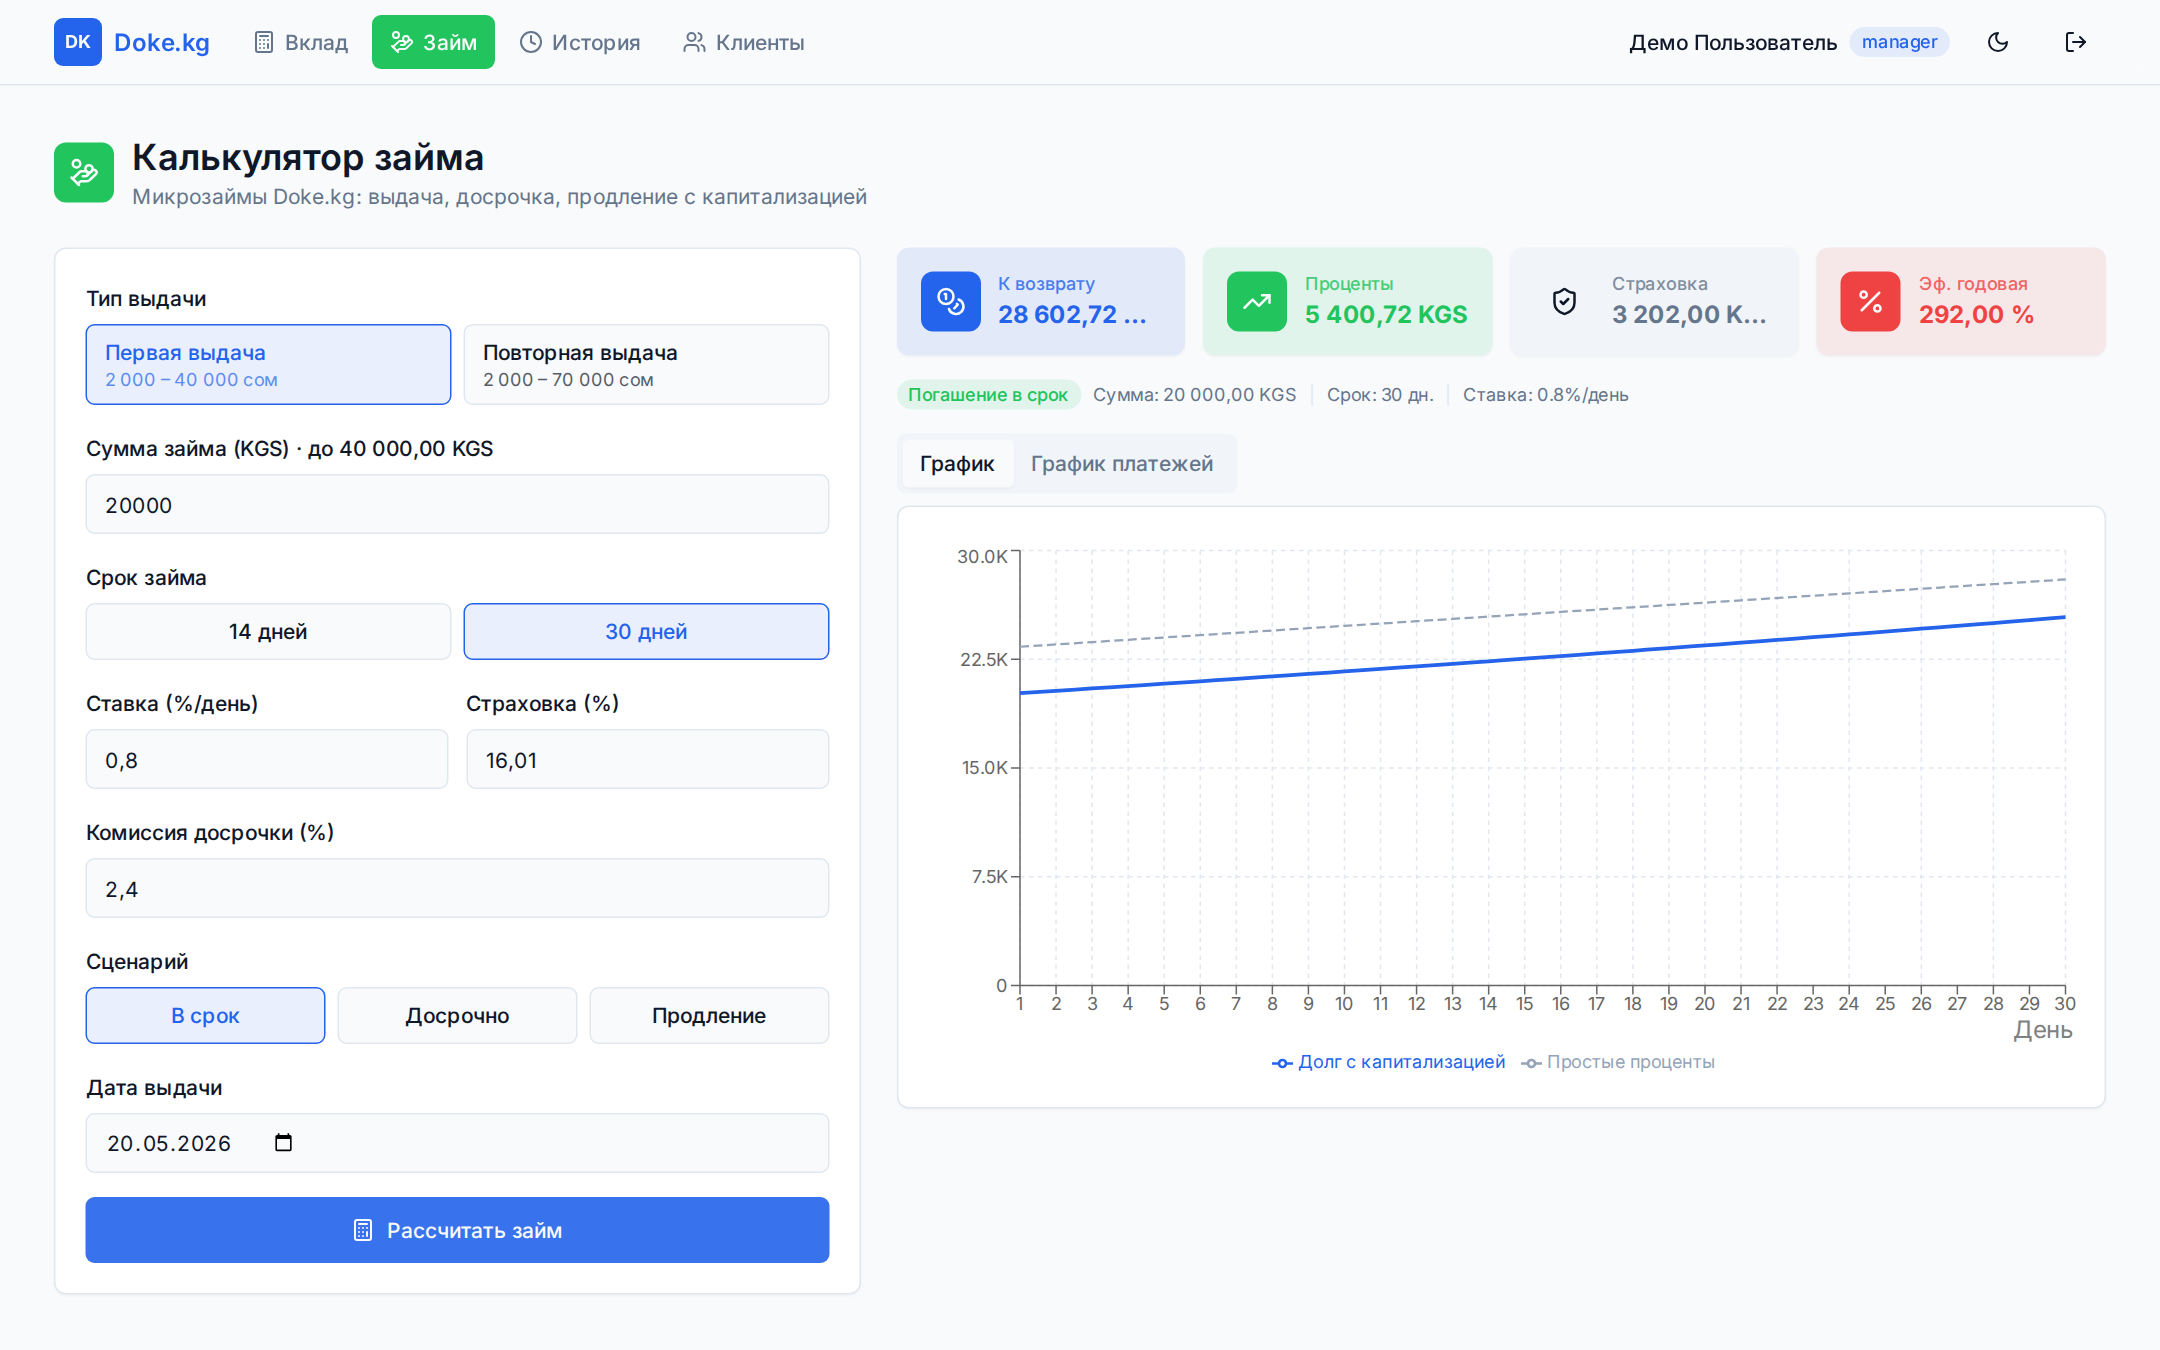 DK Doke.kg Вклад Займ История Клиенты Демо Пользователь manager
Калькулятор займа
Микрозаймы Doke.kg: выдача, досрочка, продление с капитализацией
Тип выдачи
Первая выдача
2 000 – 40 000 сом
Повторная выдача
2 000 – 70 000 сом
Сумма займа (KGS) · до 40 000,00 KGS
20000
Срок займа
14 дней 30 дней
Ставка (%/день) Страховка (%)
0,8 16,01
Комиссия досрочки (%)
2,4
Сценарий
В срок Досрочно Продление
Дата выдачи
20.05.2026
Рассчитать займ
К возврату
28 602,72 ...
Проценты
5 400,72 KGS
Страховка
3 202,00 K...
Эф. годовая
292,00 %
Погашение в срок Сумма: 20 000,00 KGS Срок: 30 дн. Ставка: 0.8%/день
График График платежей
30.0K
22.5K
15.0K
7.5K
0
1 2 3 4 5 6 7 8 9 10 11 12 13 14 15 16 17 18 19 20 21 22 23 24 25 26 27 28 29 30
День
Долг с капитализацией Простые проценты